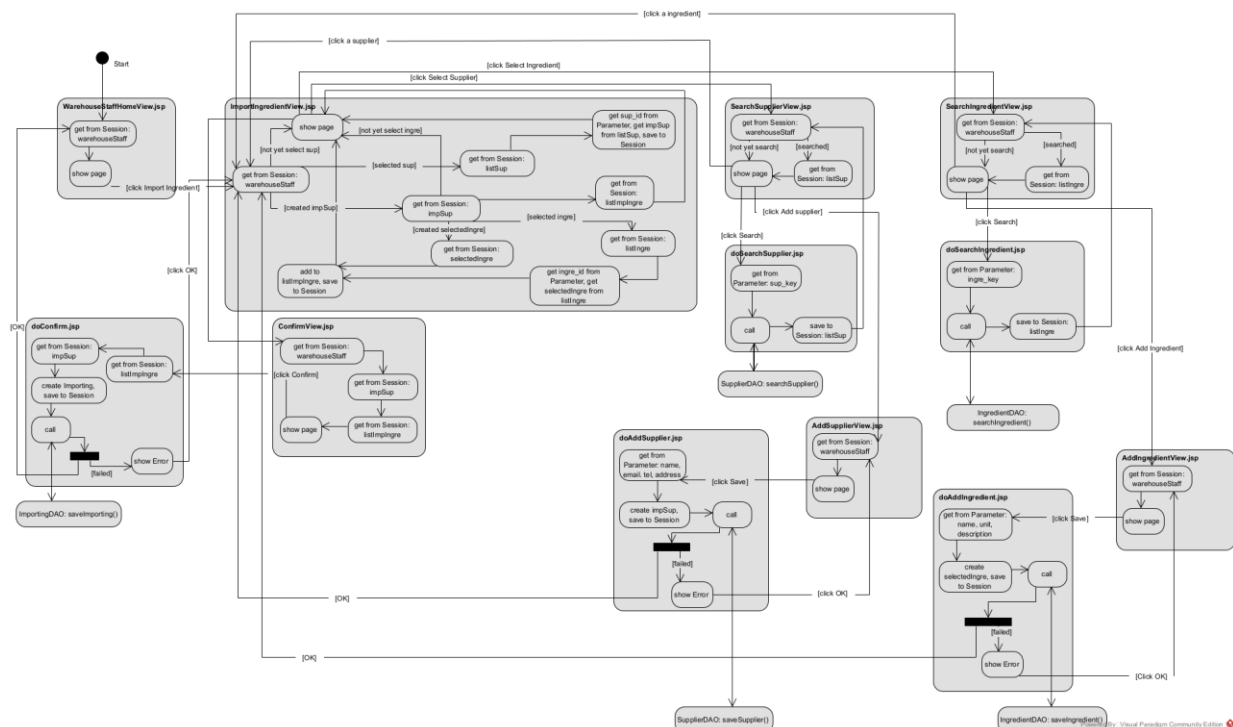 [click a ingredient]
[click a supplier]
Start
[click Select Ingredient]
[click Select Supplier]
WarehouseStaffHomeView.jsp
get from Session:
warehouseStaff
show page
[click Import Ingredient]
ImportIngredientView.jsp
show page
[not yet select ingre]
[not yet select sup]
get sup_id from
Parameter, get impSup
from listSup, save to
Session
[selected sup]
get from Session:
listSup
get from Session:
warehouseStaff
[created impSup]
get from Session:
impSup
get from
Session:
listImpIngre
[selected ingre]
[created selectedIngre]
get from Session:
listIngre
get from Session:
selectedIngre
add to
listImpIngre, save
to Session
get ingre_id from
Parameter, get
selectedIngre from
listIngre
SearchSupplierView.jsp
get from Session:
warehouseStaff
[not yet search]
[searched]
show page
get from
Session: listSup
[click Add supplier]
[click Search]
SearchIngredientView.jsp
get from Session:
warehouseStaff
[not yet search]
[searched]
show page
get from
Session: listIngre
[click Search]
doSearchSupplier.jsp
get from
Parameter: sup_key
call
save to
Session: listSup
SupplierDAO: searchSupplier()
doSearchIngredient.jsp
get from Parameter:
ingre_key
call
save to Session:
listIngre
[click Add Ingredient]
IngredientDAO:
searchIngredient()
[click OK]
[OK]
doConfirm.jsp
get from Session:
impSup
get from Session:
listImpIngre
create Importing,
save to Session
call
[failed]
show Error
ImportingDAO: saveImporting()
ConfirmView.jsp
get from Session:
warehouseStaff
[click Confirm]
get from Session:
impSup
show page
get from Session:
listImpIngre
AddSupplierView.jsp
get from Session:
warehouseStaff
show page
[click Save]
doAddSupplier.jsp
get from
Parameter: name,
email. tel, address
create impSup,
save to Session
call
[failed]
show Error
[click OK]
[OK]
SupplierDAO: saveSupplier()
AddIngredientView.jsp
get from Session:
warehouseStaff
show page
[click Save]
doAddIngredient.jsp
get from Parameter:
name, unit,
description
create
selectedIngre, save
to Session
call
[failed]
show Error
[Click OK]
[OK]
IngredientDAO: saveIngredient()
Powered By: Visual Paradigm Community Edition